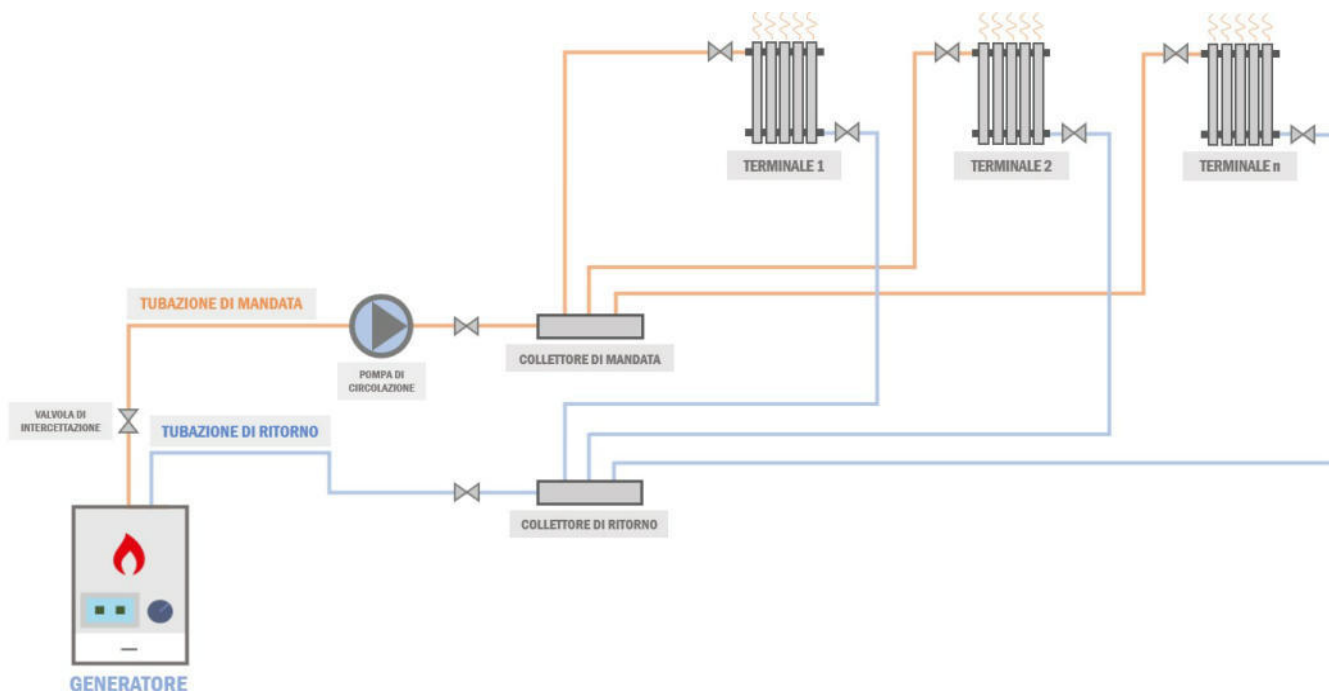 TERMINALE 1
TERMINALE 2
TERMINALE n
TUBAZIONE DI MANDATA
COLLETTORE DI MANDATA
POMPA DI
CIRCOLAZIONE
VALVOLA DI
INTERCETTAZIONE
TUBAZIONE DI RITORNO
COLLETTORE DI RITORNO
GENERATORE